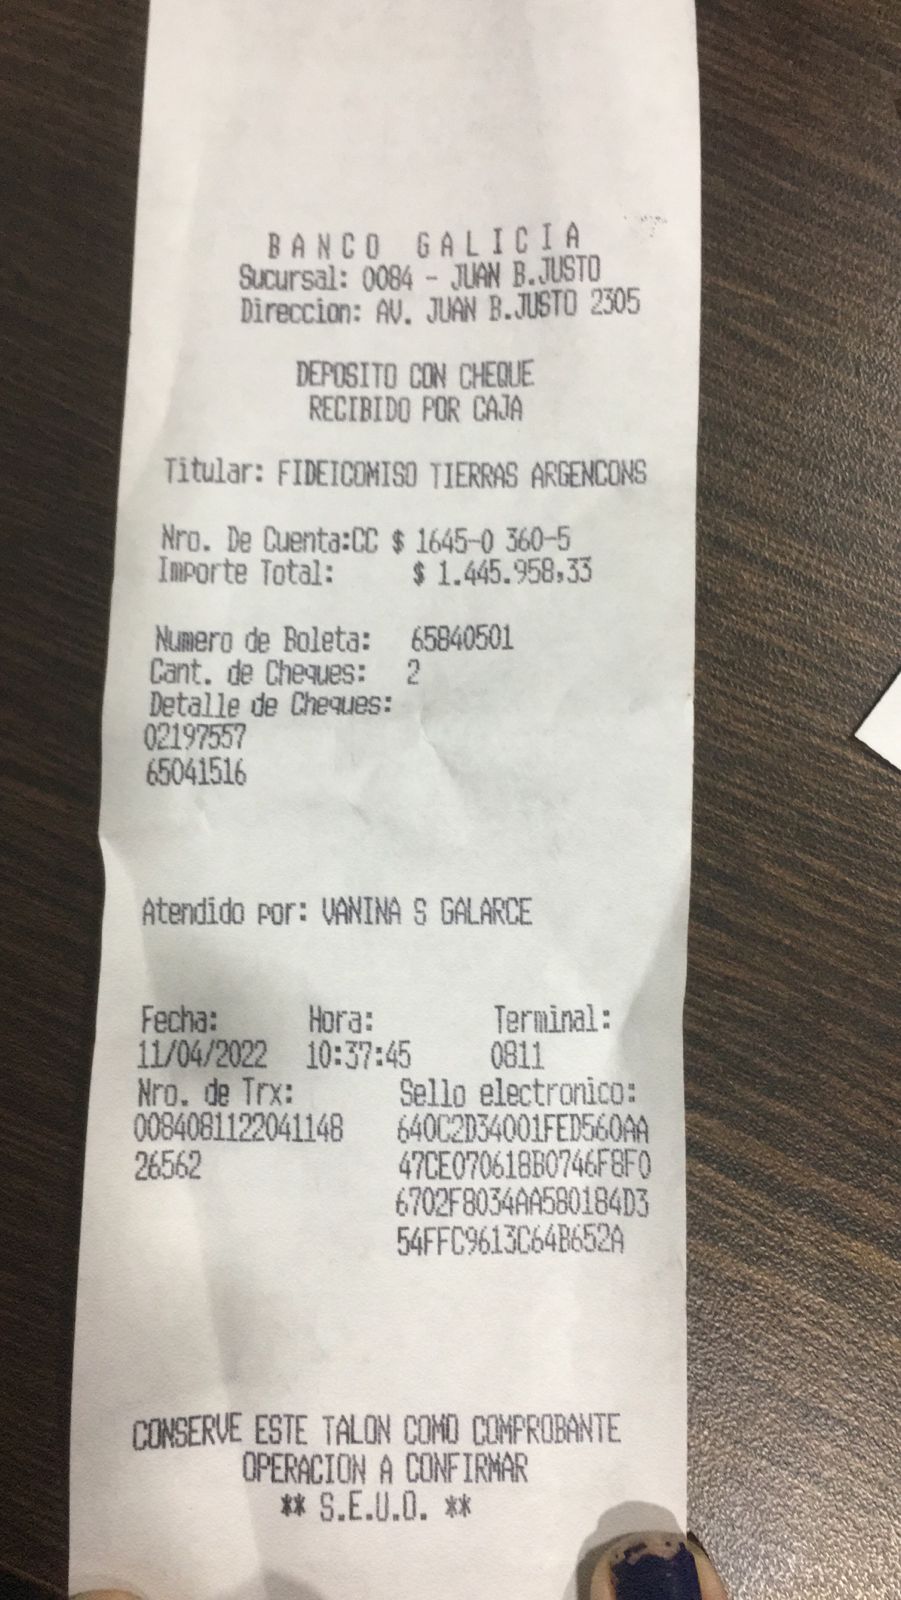 BANCO GALICIA
Sucursal: 0084 - JUAN B.JUSTO
Direccion: AV. JUAN B.JUSTO 2305
DEPOSITO CON CHEQUE
RECIBIDO POR CAJA
Titular: FIDEICOMISO TIERRAS ARGENCONS
Nro. De Cuenta:CC $ 1645-0 360-5
Importe Total: $ 1.445.958,33
Numero de Boleta: 65840501
Cant. de Cheques: 2
Detalle de Cheques:
02197557
65041516
Atendido por: VANINA S GALARCE
Fecha: Hora: Terminal:
11/04/2022 10:37:45 0811
Nro. de Trx: Sello electronico:
0084081122041148 640C2D34001FED560AA
26562 47CE070618B0746F8F0
6702F8034AA580184D3
54FFC9613C64B652A
CONSERVE ESTE TALON COMO COMPROBANTE
OPERACION A CONFIRMAR
** S.E.U.O. **